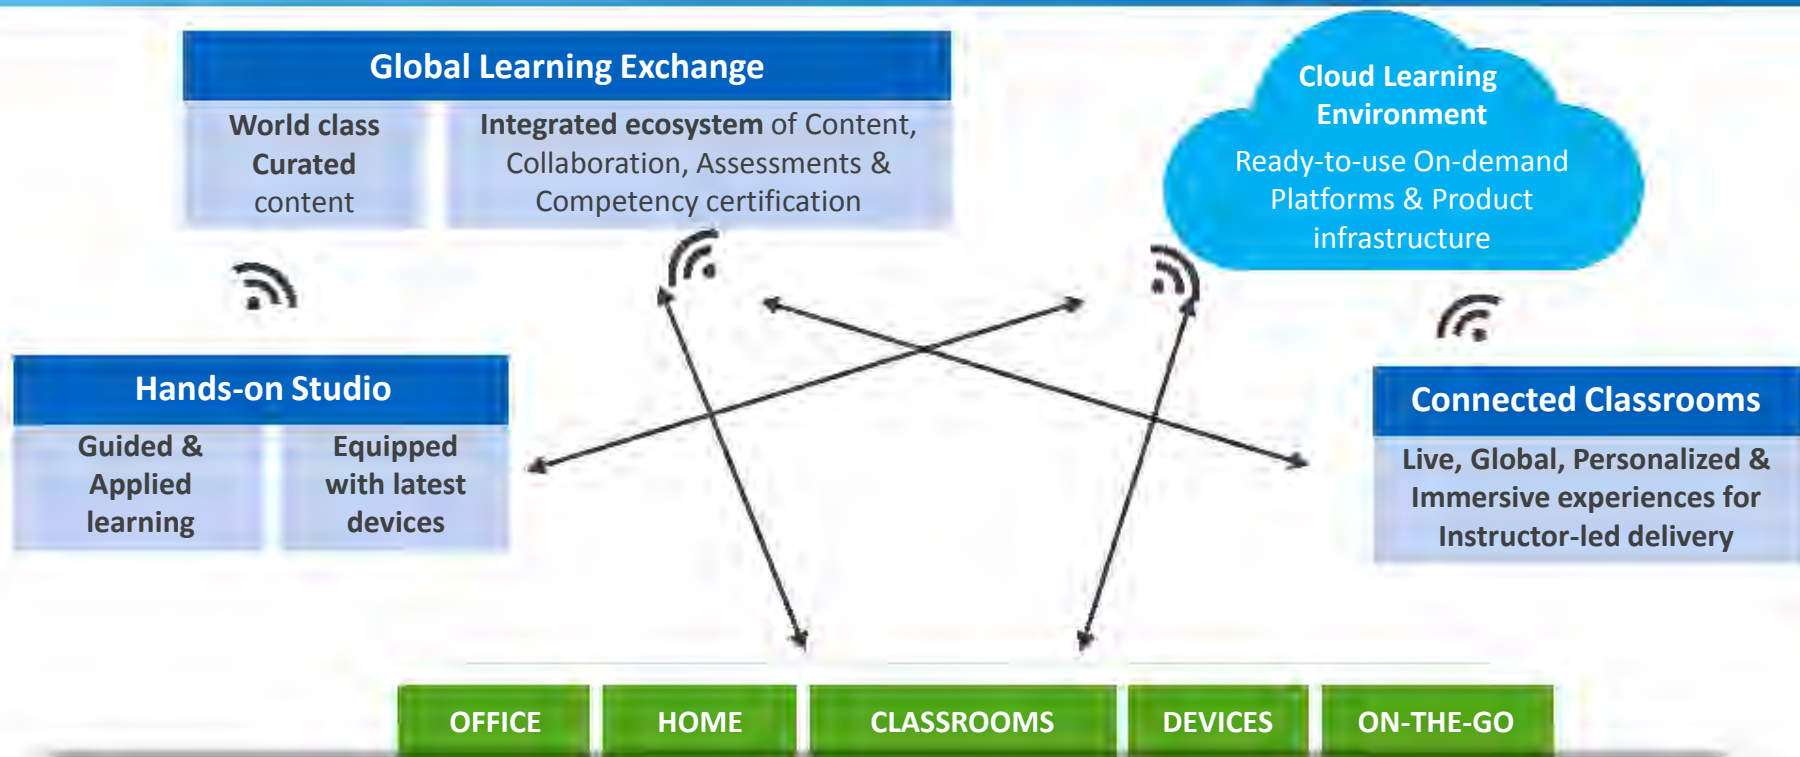 Global Learning Exchange
World class
Curated
content
Integrated ecosystem of Content,
Collaboration, Assessments &
Competency certification
Cloud Learning
Environment
Ready-to-use On-demand
Platforms & Product
infrastructure
Hands-on Studio
Guided &
Applied
learning
Equipped
with latest
devices
Connected Classrooms
Live, Global, Personalized &
Immersive experiences for
Instructor-led delivery
OFFICE
HOME
CLASSROOMS
DEVICES
ON-THE-GO